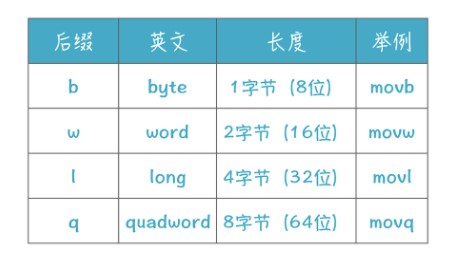 后缀 英文 长度 举例
b byte 1字节（8位） movb
w word 2字节（16位） movw
l long 4字节（32位） movl
q quadword 8字节（64位） movq